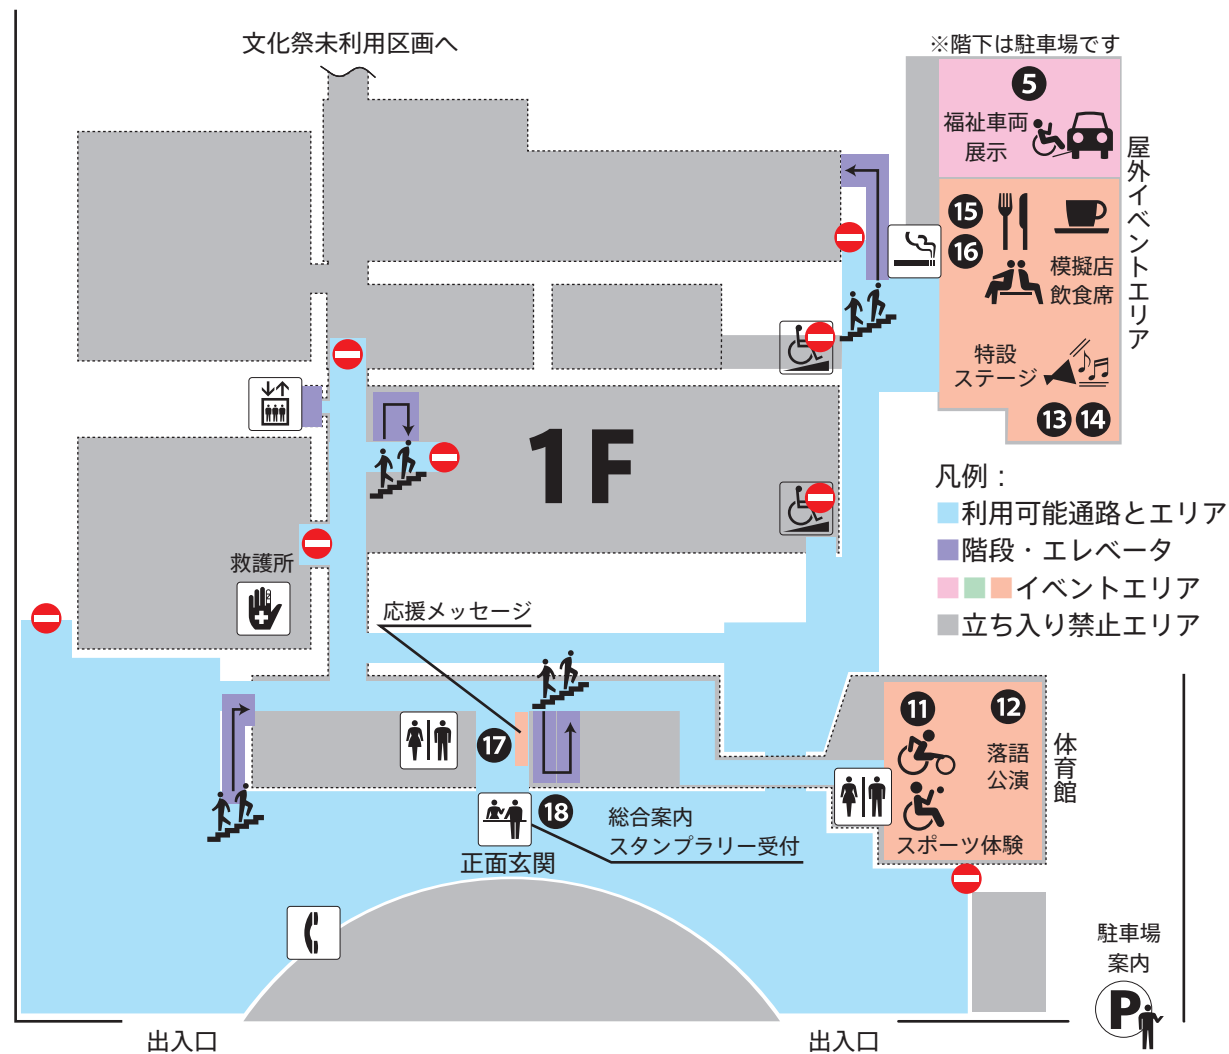 文化祭未利用区画へ
※階下は駐車場です
5
福祉車両
展示
屋外イベントエリア
15
16
模擬店
飲食席
特設
ステージ
13 14
1F
凡例：
利用可能通路とエリア
階段・エレベータ
イベントエリア
立ち入り禁止エリア
救護所
応援メッセージ
17
11
12
落語
公演
体育館
スポーツ体験
18
総合案内
スタンプラリー受付
正面玄関
駐車場
案内
P
出入口
出入口